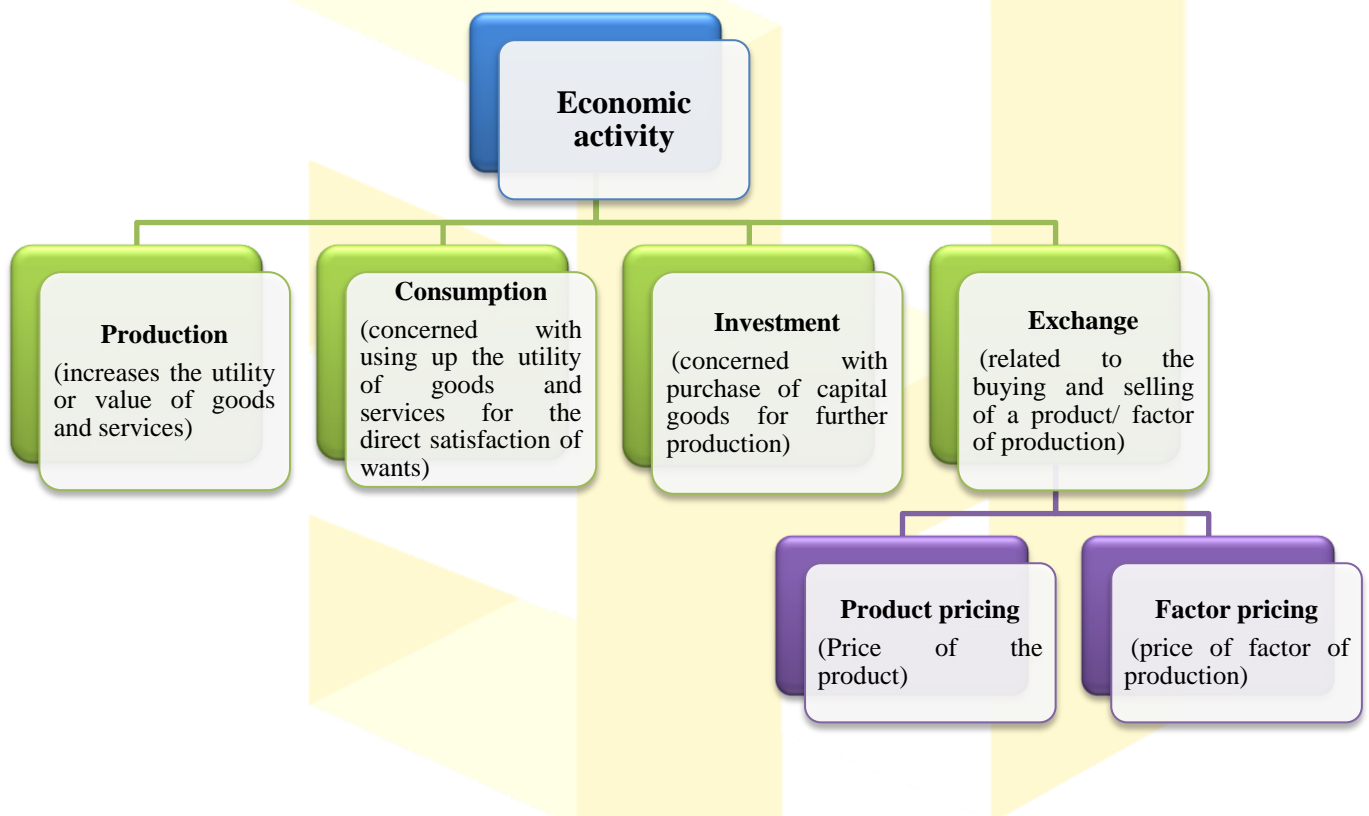 Economic
activity
Production
(increases the utility
or value of goods
and services)
Consumption
(concerned with
using up the utility
of goods and
services for the
direct satisfaction of
wants)
Investment
(concerned with
purchase of capital
goods for further
production)
Exchange
(related to the
buying and selling
of a product/ factor
of production)
Product pricing
(Price of the
product)
Factor pricing
(price of factor of
production)